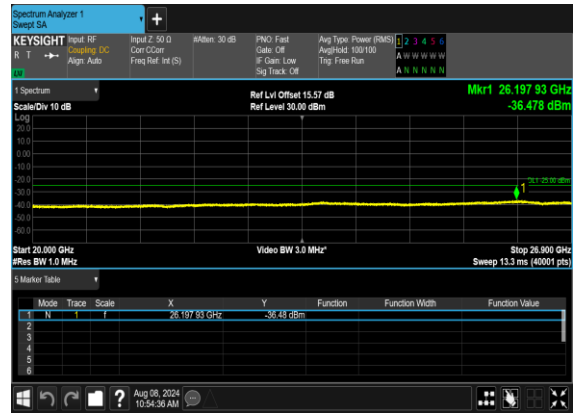 Spectrum Analyzer 1
Swept SA
KEYSIGHT Input: RF Input Z: 50 Ω #Atten: 30 dB PNO: Fast Avg Type: Power (RMS) 1 2 3 4 5 6
R T Coupling: DC Corr CCorr Gate: Off Avg|Hold: 100/100 A W W W W W
Align: Auto Freq Ref: Int (S) IF Gain: Low Trig: Free Run
LW Sig Track: Off A N N N N N
1 Spectrum Ref Lvl Offset 15.57 dB Mkr1 26.197 93 GHz
Scale/Div 10 dB Ref Level 30.00 dBm -36.478 dBm
Log
20.0
10.0
0.00
-10.0
-20.0
DL1 -25.00 dBm
-30.0
1
-40.0
-50.0
-60.0
Start 20.000 GHz Video BW 3.0 MHz* Stop 26.900 GHz
#Res BW 1.0 MHz Sweep 13.3 ms (40001 pts)
5 Marker Table
Mode Trace Scale X Y Function Function Width Function Value
1 N 1 f 26.197 93 GHz -36.48 dBm
2
3
4
5
6
? Aug 08, 2024
10:54:36 AM